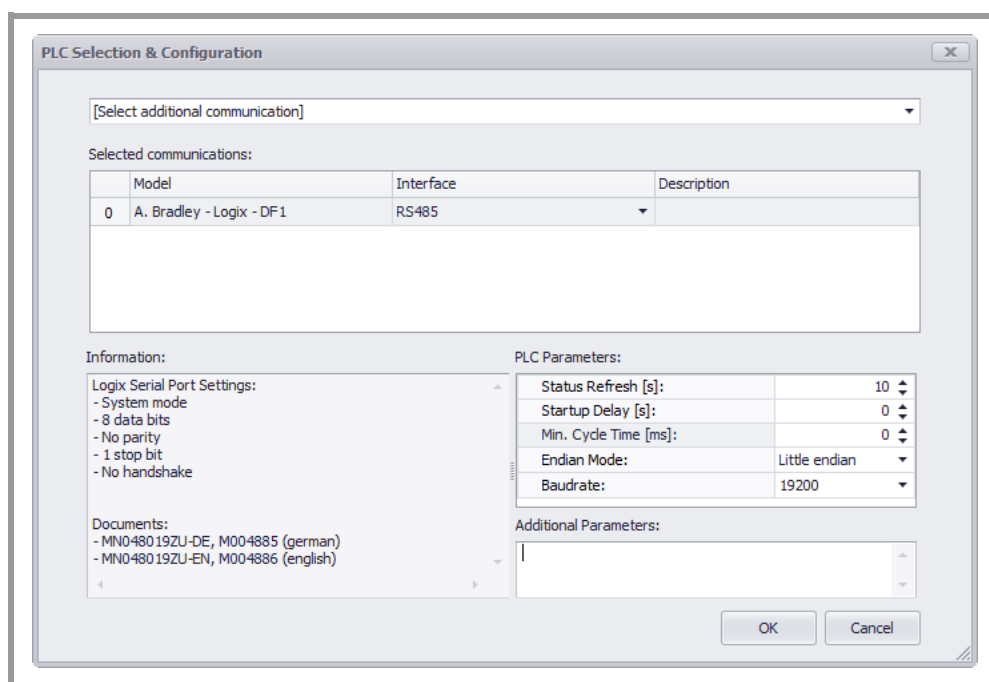 PLC Selection & Configuration
[Select additional communication]
Selected communications:
Model Interface Description
0 A. Bradley - Logix - DF1 RS485
Information:
Logix Serial Port Settings:
- System mode
- 8 data bits
- No parity
- 1 stop bit
- No handshake
Documents:
- MN048019ZU-DE, M004885 (german)
- MN048019ZU-EN, M004886 (english)
PLC Parameters:
Status Refresh [s]: 10
Startup Delay [s]: 0
Min. Cycle Time [ms]: 0
Endian Mode: Little endian
Baudrate: 19200
Additional Parameters:
OK Cancel